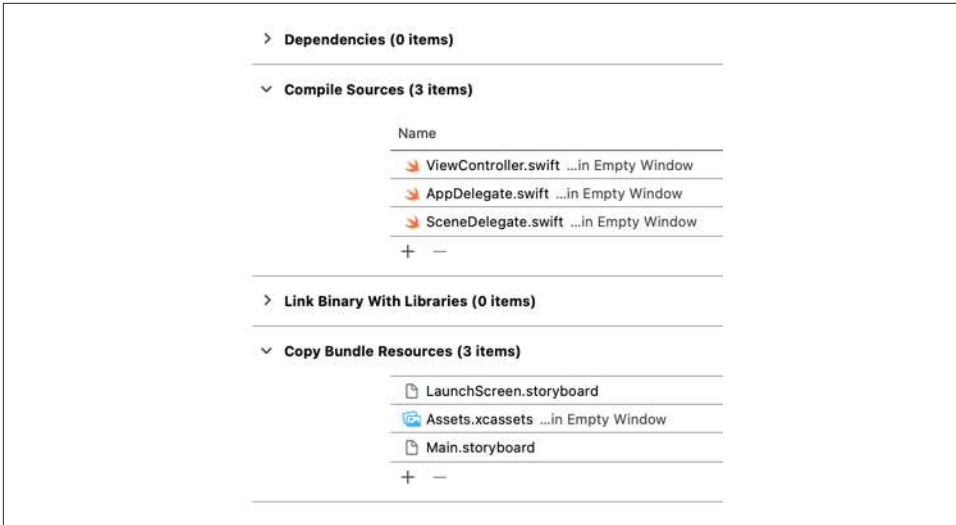 Dependencies (0 items)
Compile Sources (3 items)
Name
ViewController.swift ...in Empty Window
AppDelegate.swift ...in Empty Window
SceneDelegate.swift ...in Empty Window
+ −
Link Binary With Libraries (0 items)
Copy Bundle Resources (3 items)
LaunchScreen.storyboard
Assets.xcassets ...in Empty Window
Main.storyboard
+ −